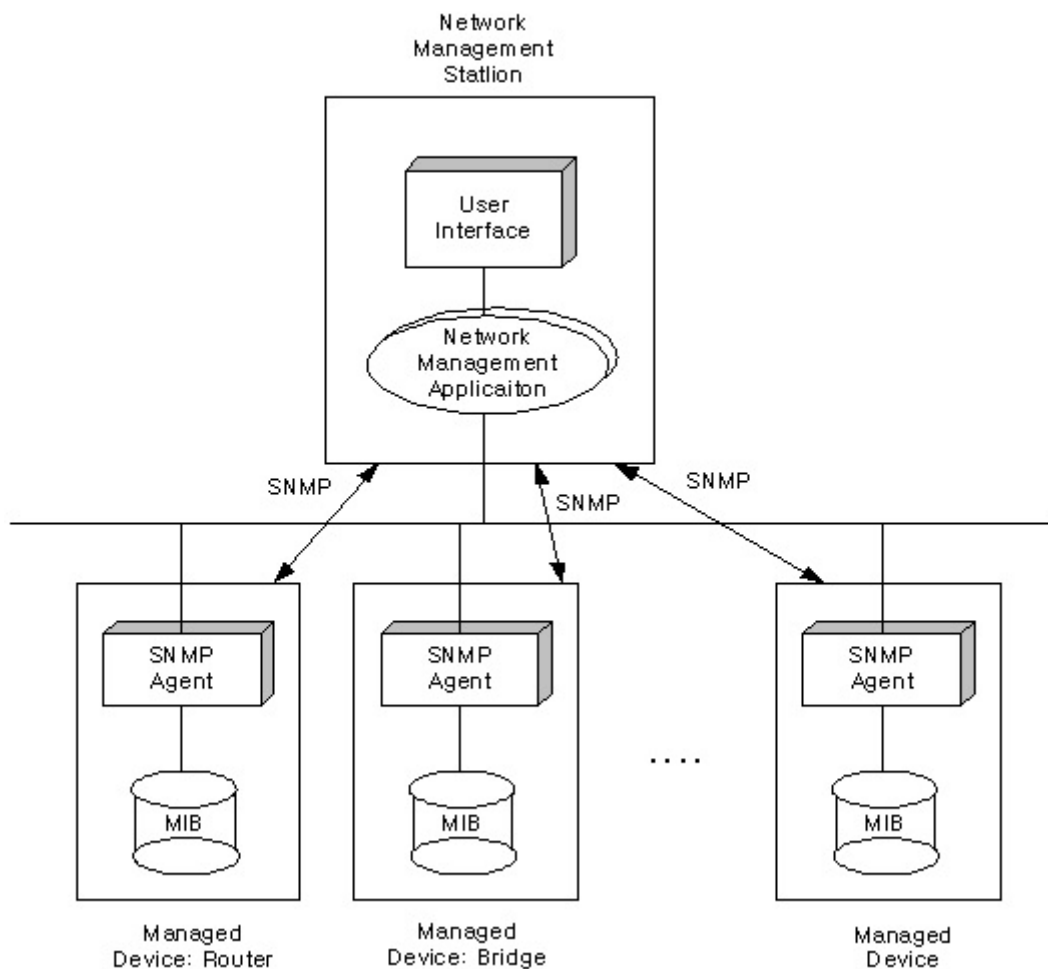 Network
Management
Statlion
User
Interface
Network
Management
Applicaiton
SNMP
SNMP
SNMP
SNMP
Agent
MIB
SNMP
Agent
MIB
....
SNMP
Agent
MIB
Managed
Device: Router
Managed
Device: Bridge
Managed
Device